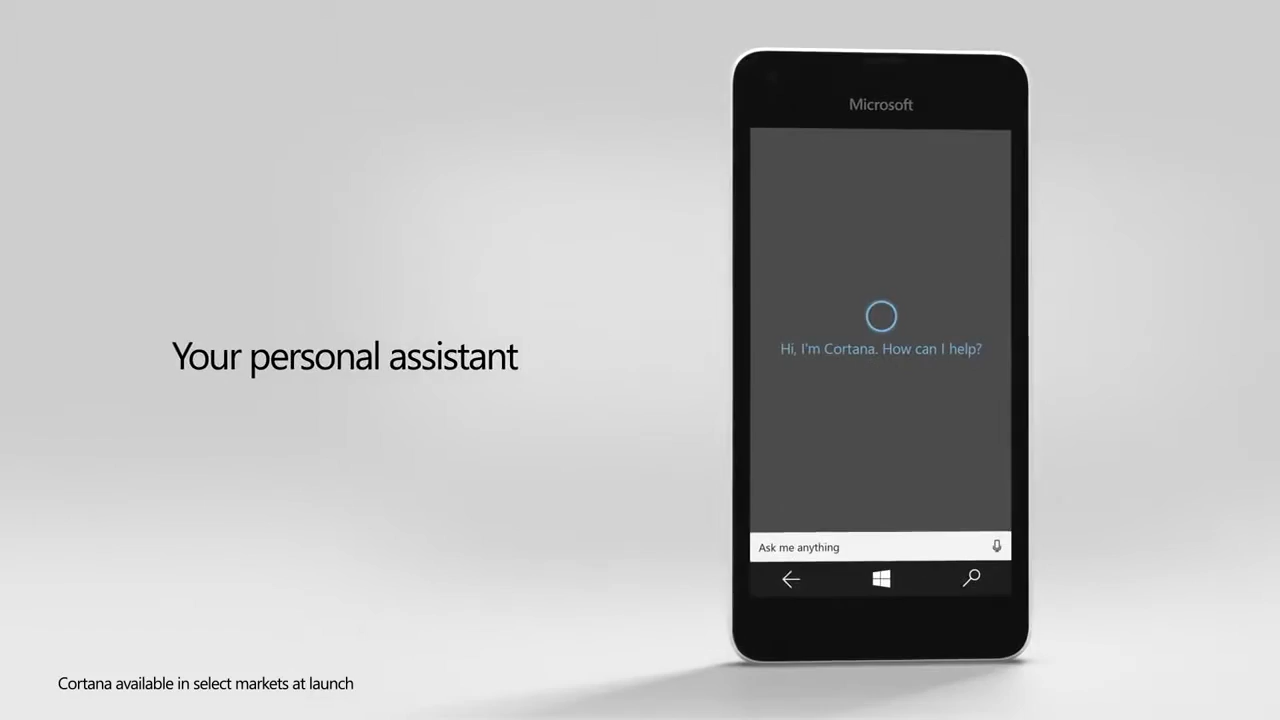 Microsoft
Hi, I'm Cortana. How can I help?
Your personal assistant
Ask me anything
Cortana available in select markets at launch